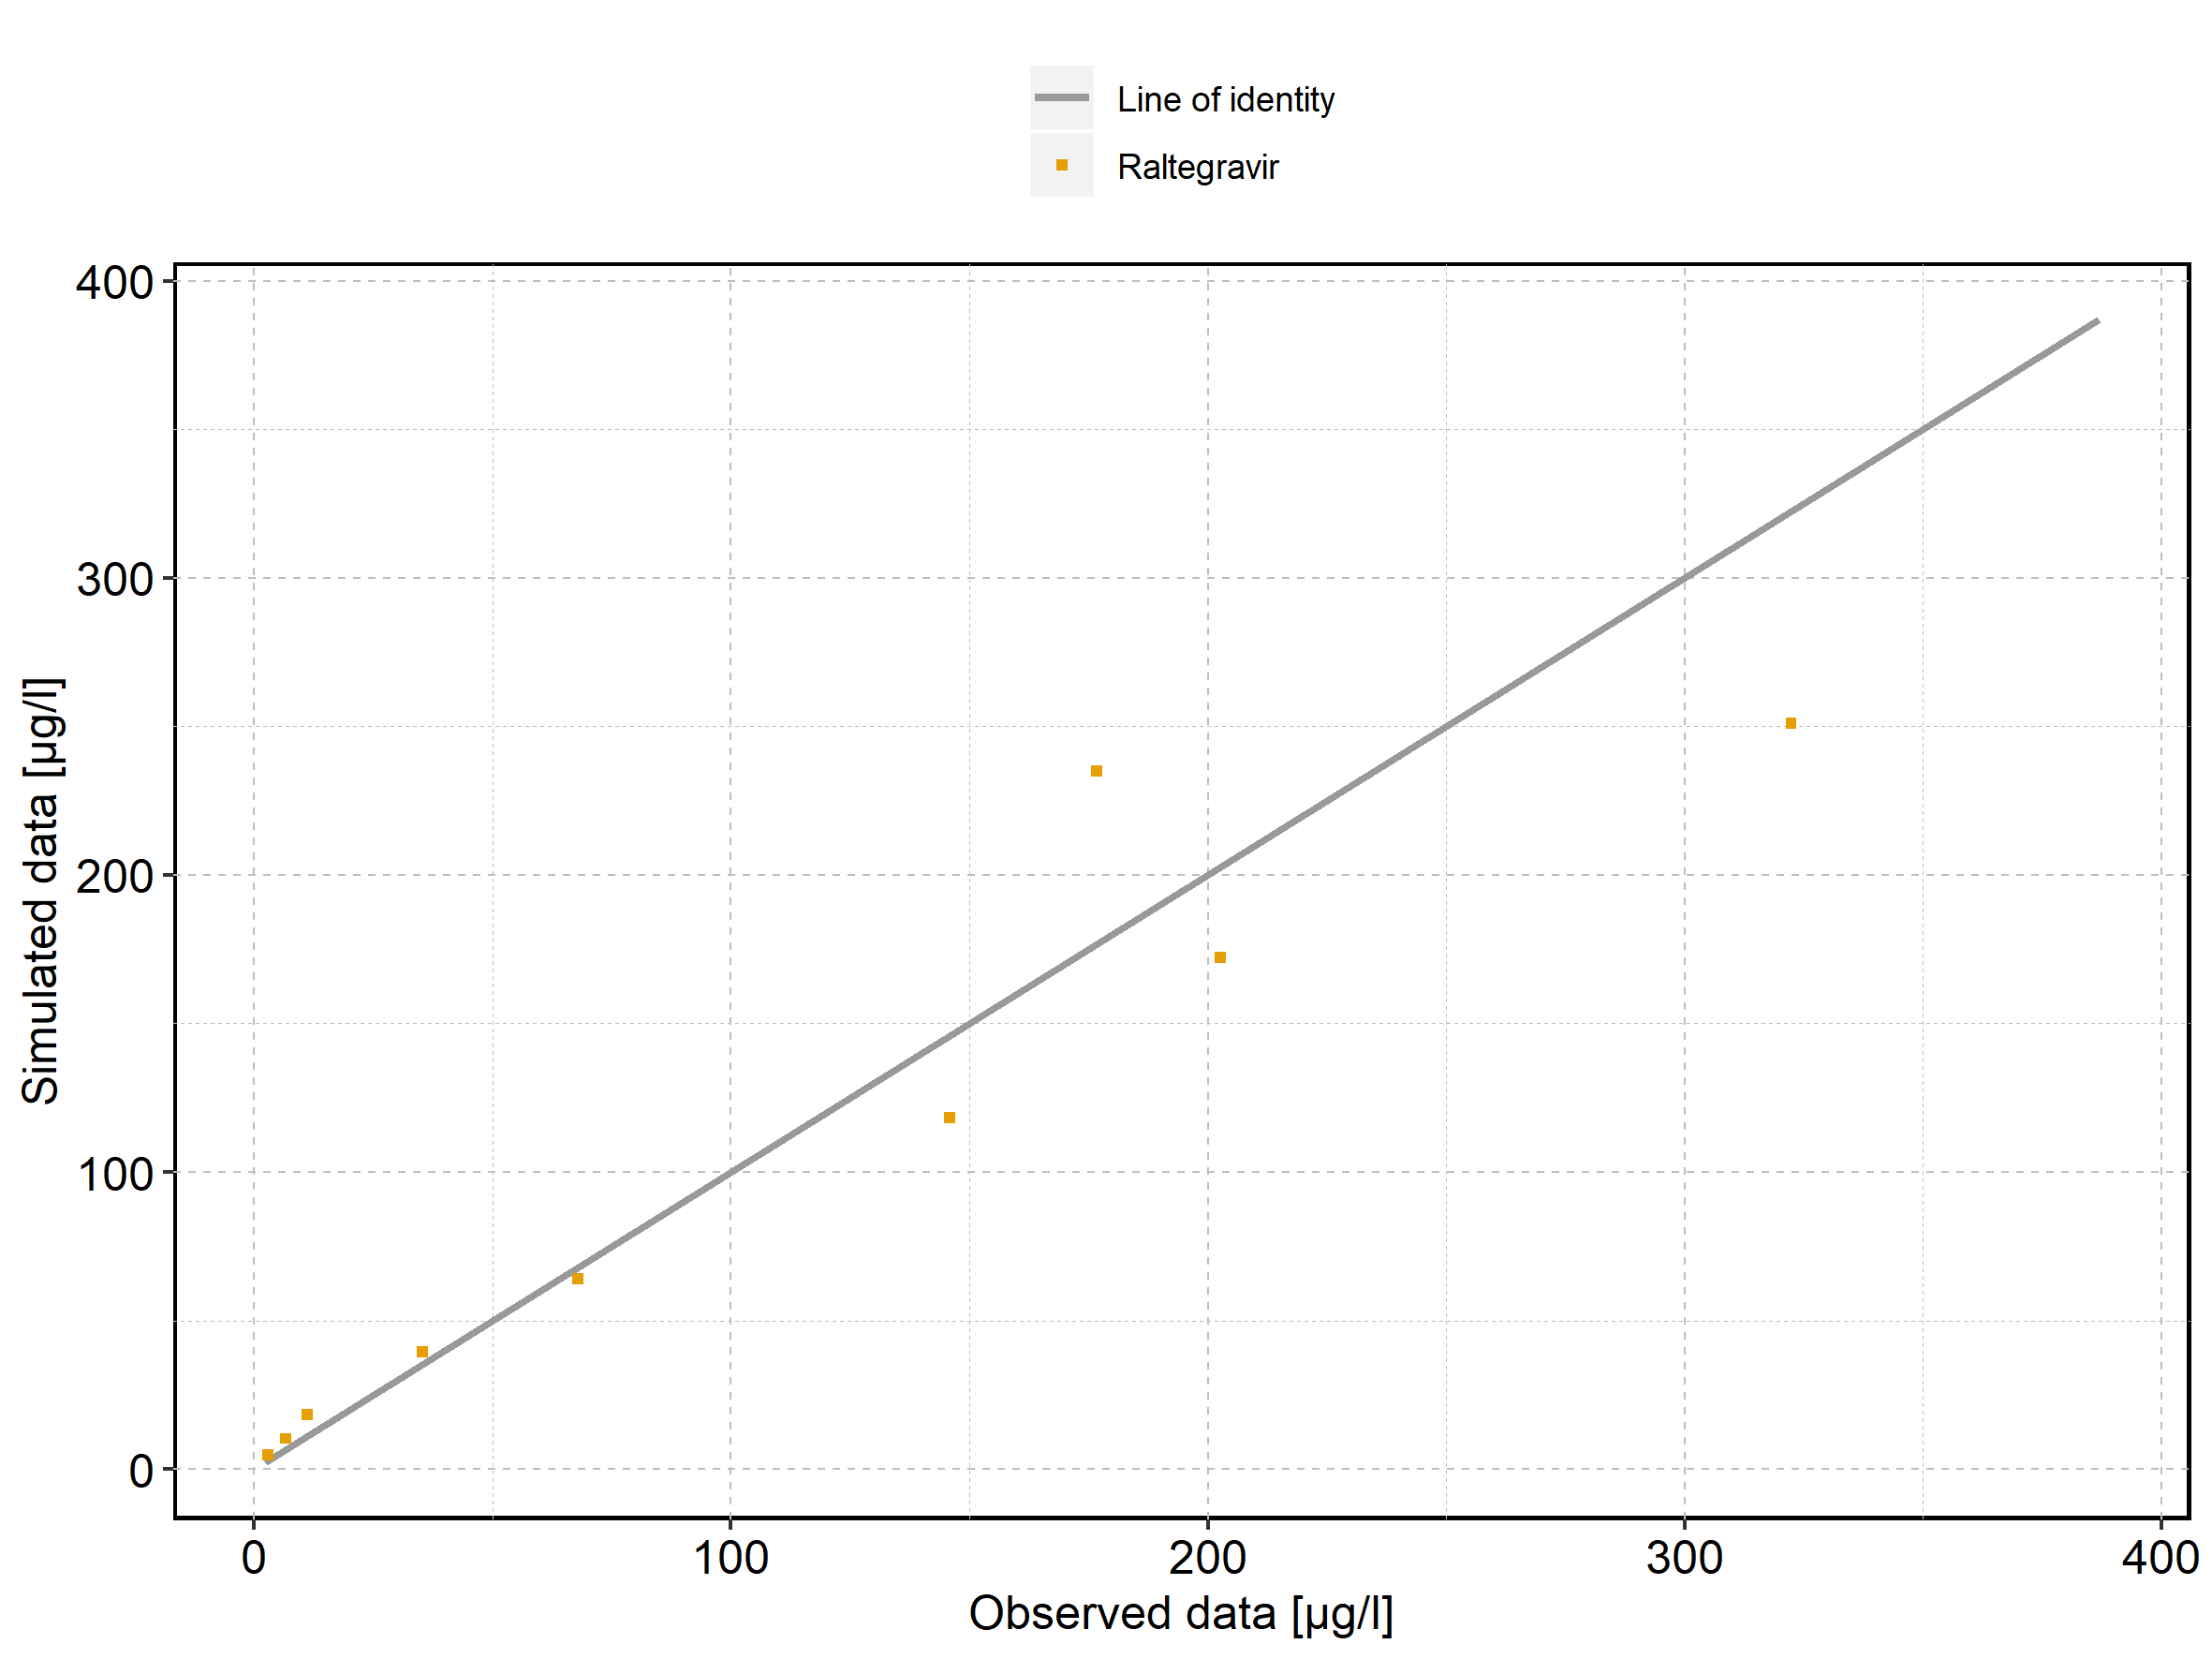 Line of identity
Raltegravir
400
300
200
100
0
Simulated data [µg/l]
0 100 200 300 400
Observed data [µg/l]